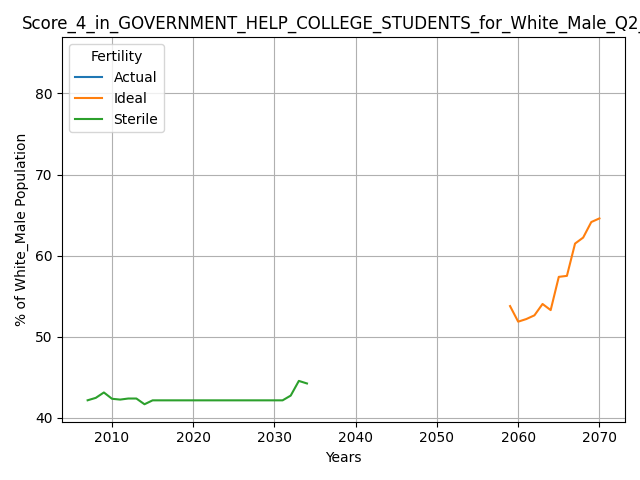 Score_4_in_GOVERNMENT_HELP_COLLEGE_STUDENTS_for_White_Male_Q2_
Fertility
Actual
Ideal
Sterile
% of White_Male Population
80
70
60
50
40
2010 2020 2030 2040 2050 2060 2070
Years